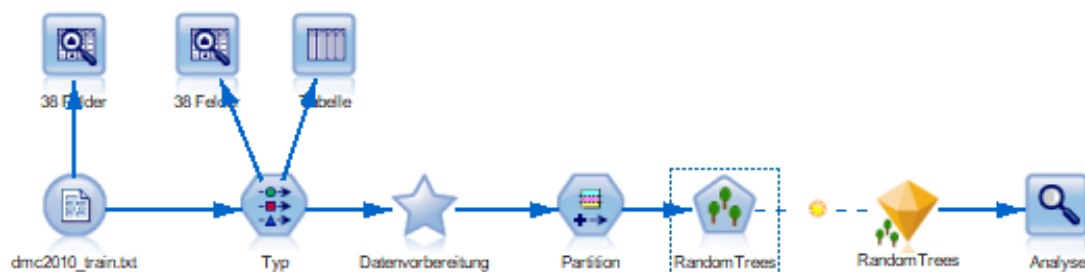 38 Felder
38 Felder
Tabelle
dmc2010_train.txt
Typ
Datenvorbereitung
Partition
RandomTrees
RandomTrees
Analyse